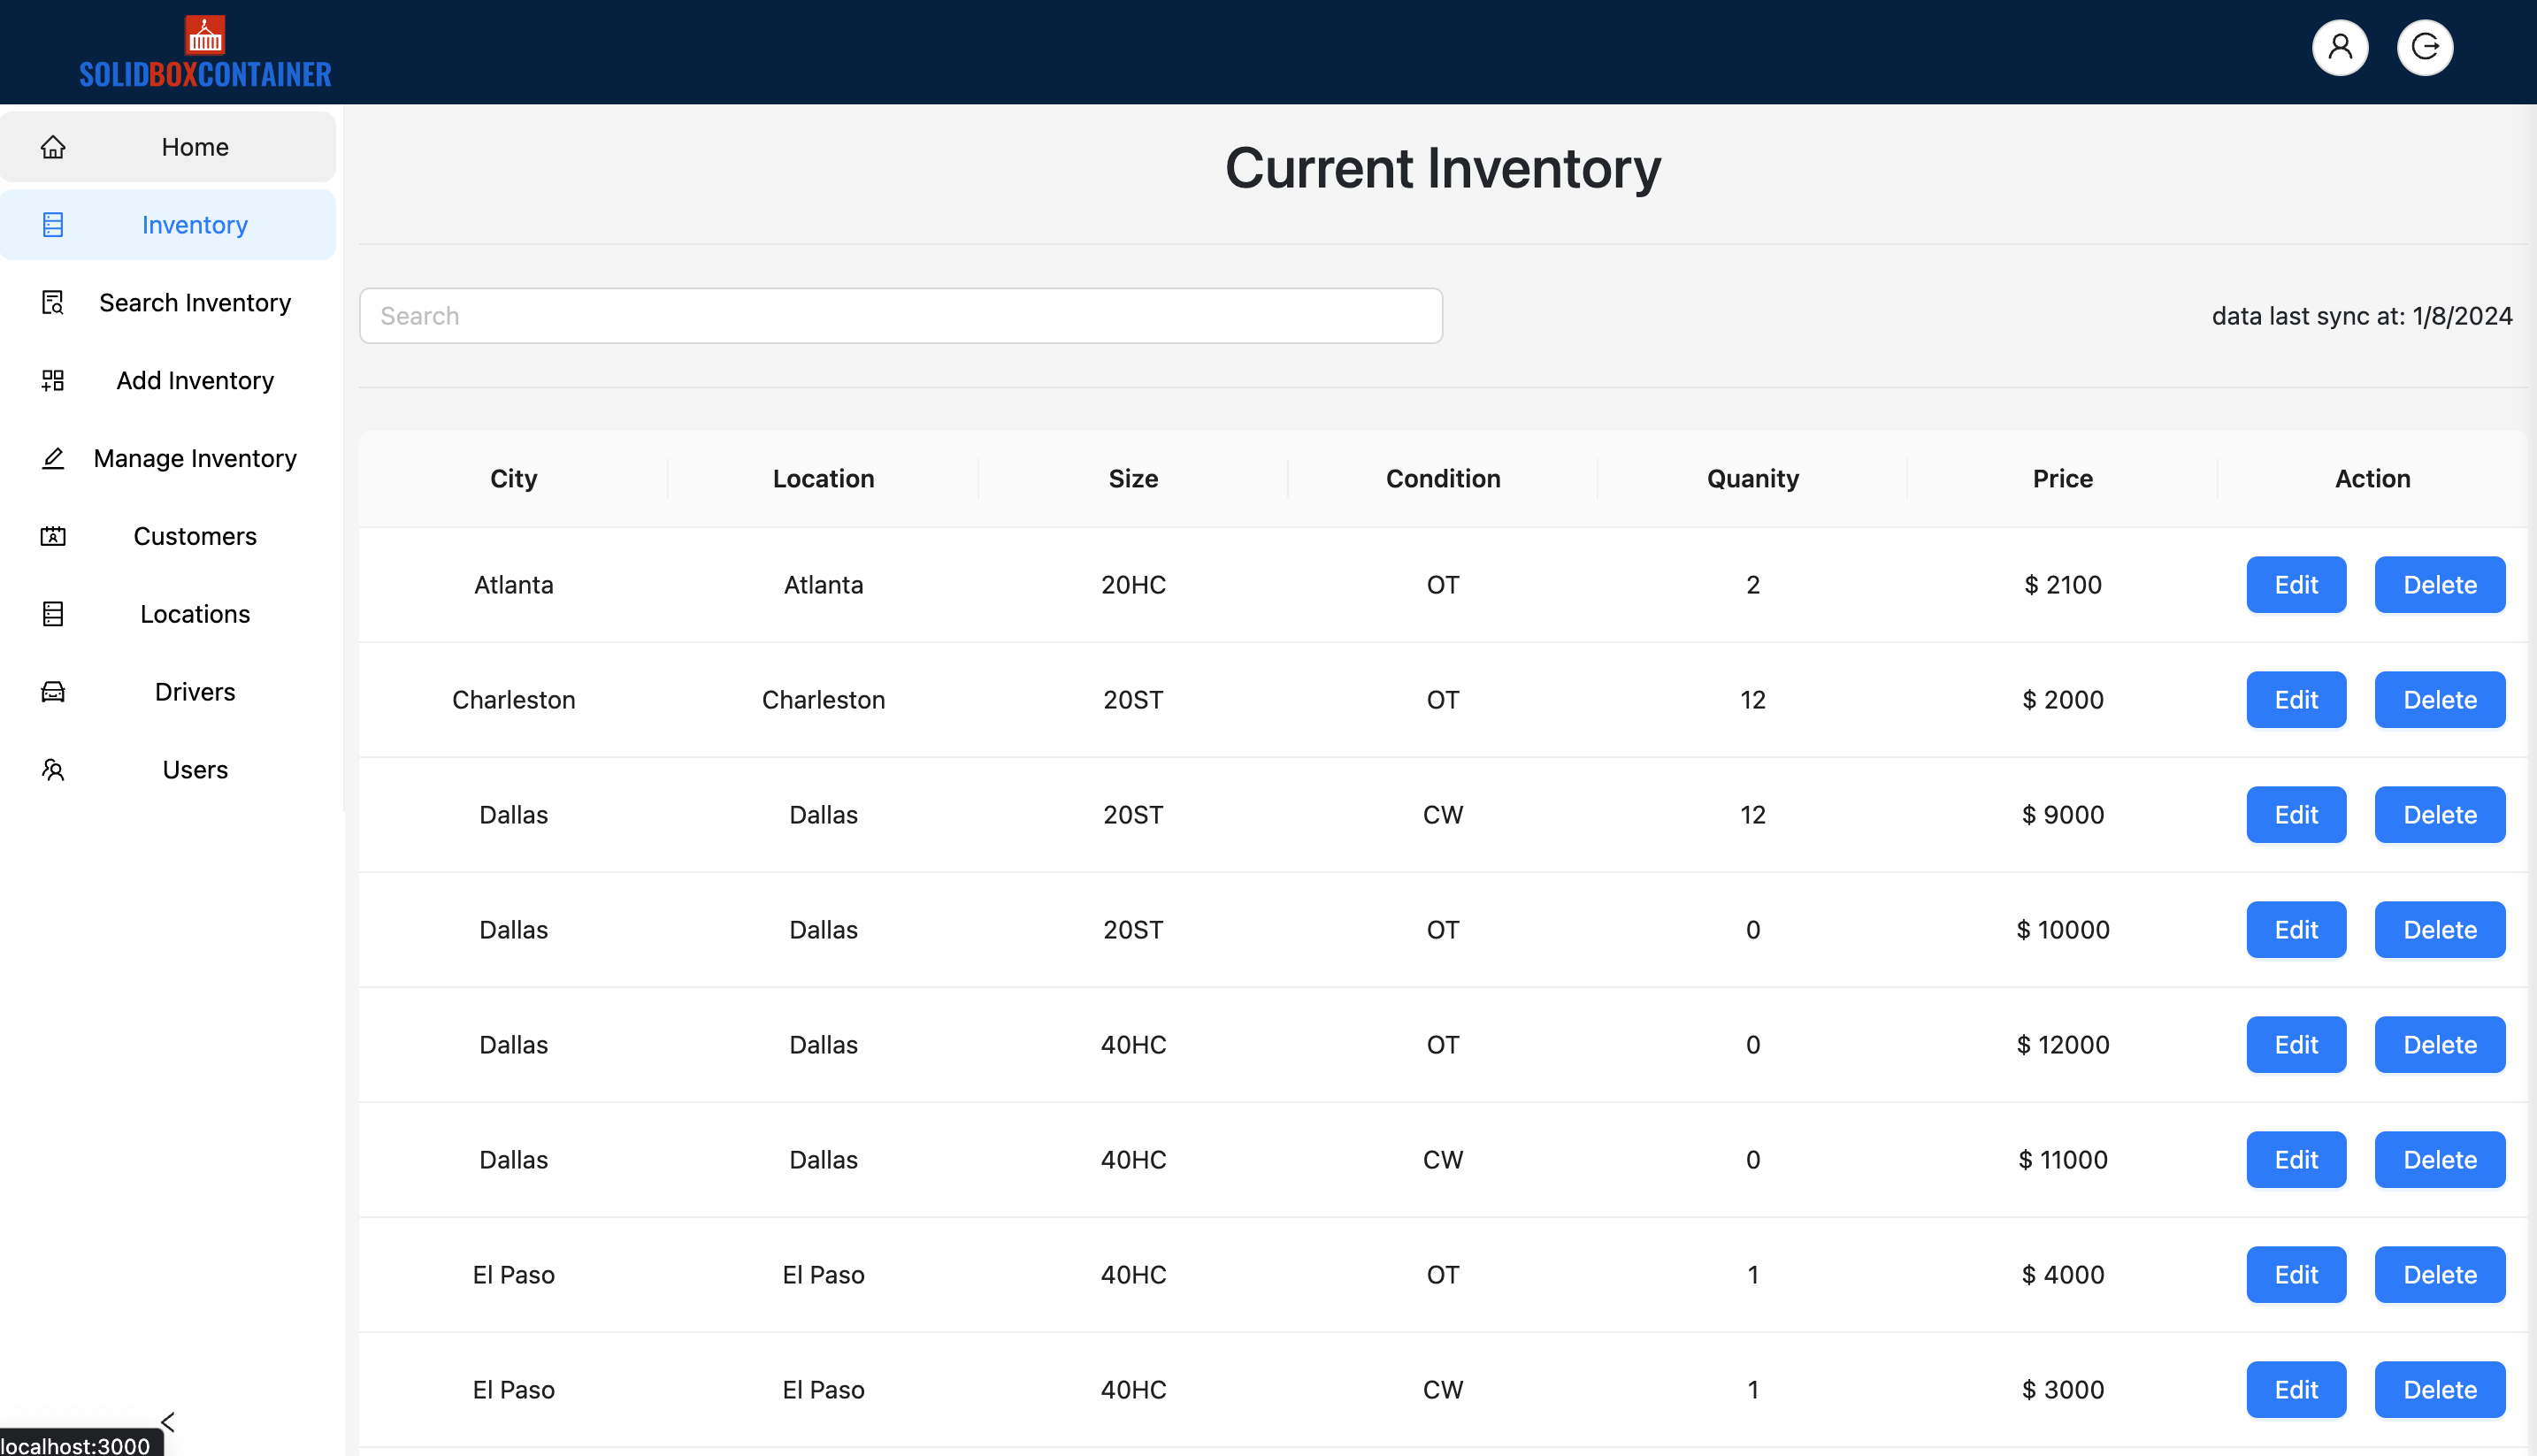 SOLIDBOXCONTAINER
Home
Inventory
Search Inventory
Add Inventory
Manage Inventory
Customers
Locations
Drivers
Users
localhost:3000
Current Inventory
Search
data last sync at: 1/8/2024
City Location Size Condition Quanity Price Action
Atlanta Atlanta 20HC OT 2 $ 2100 Edit Delete
Charleston Charleston 20ST OT 12 $ 2000 Edit Delete
Dallas Dallas 20ST CW 12 $ 9000 Edit Delete
Dallas Dallas 20ST OT 0 $ 10000 Edit Delete
Dallas Dallas 40HC OT 0 $ 12000 Edit Delete
Dallas Dallas 40HC CW 0 $ 11000 Edit Delete
El Paso El Paso 40HC OT 1 $ 4000 Edit Delete
El Paso El Paso 40HC CW 1 $ 3000 Edit Delete